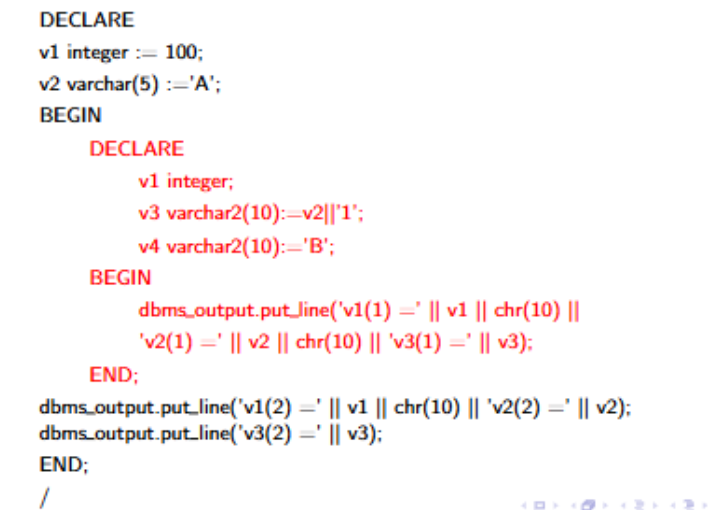 DECLARE
v1 integer := 100;
v2 varchar(5) :='A';
BEGIN
DECLARE
v1 integer;
v3 varchar2(10):=v2||'1';
v4 varchar2(10):='B';
BEGIN
dbms_output.put_line('v1(1) =' || v1 || chr(10) ||
'v2(1) =' || v2 || chr(10) || 'v3(1) =' || v3);
END;
dbms_output.put_line('v1(2) =' || v1 || chr(10) || 'v2(2) =' || v2);
dbms_output.put_line('v3(2) =' || v3);
END;
/